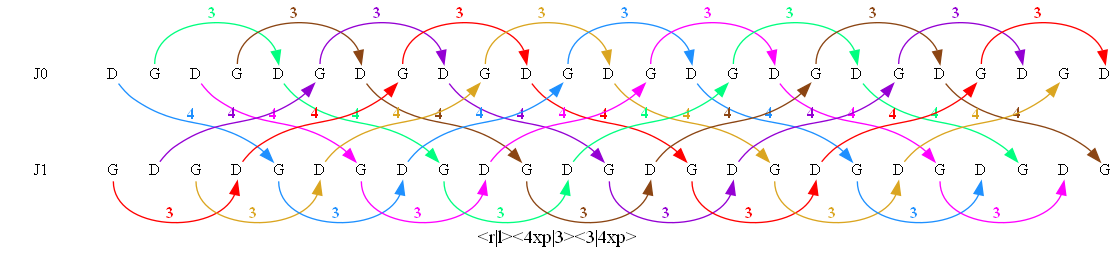 3 3 3 3 3 3 3 3 3 3 3
J0 D G D G D G D G D G D G D G D G D G D G D G D G D
4 4 4 4 4 4 4 4 4 4 4 4 4 4 4 4 4 4 4 4 4
J1 G D G D G D G D G D G D G D G D G D G D G D G D G
3 3 3 3 3 3 3 3 3 3 3
<r|l><4xp|3><3|4xp>